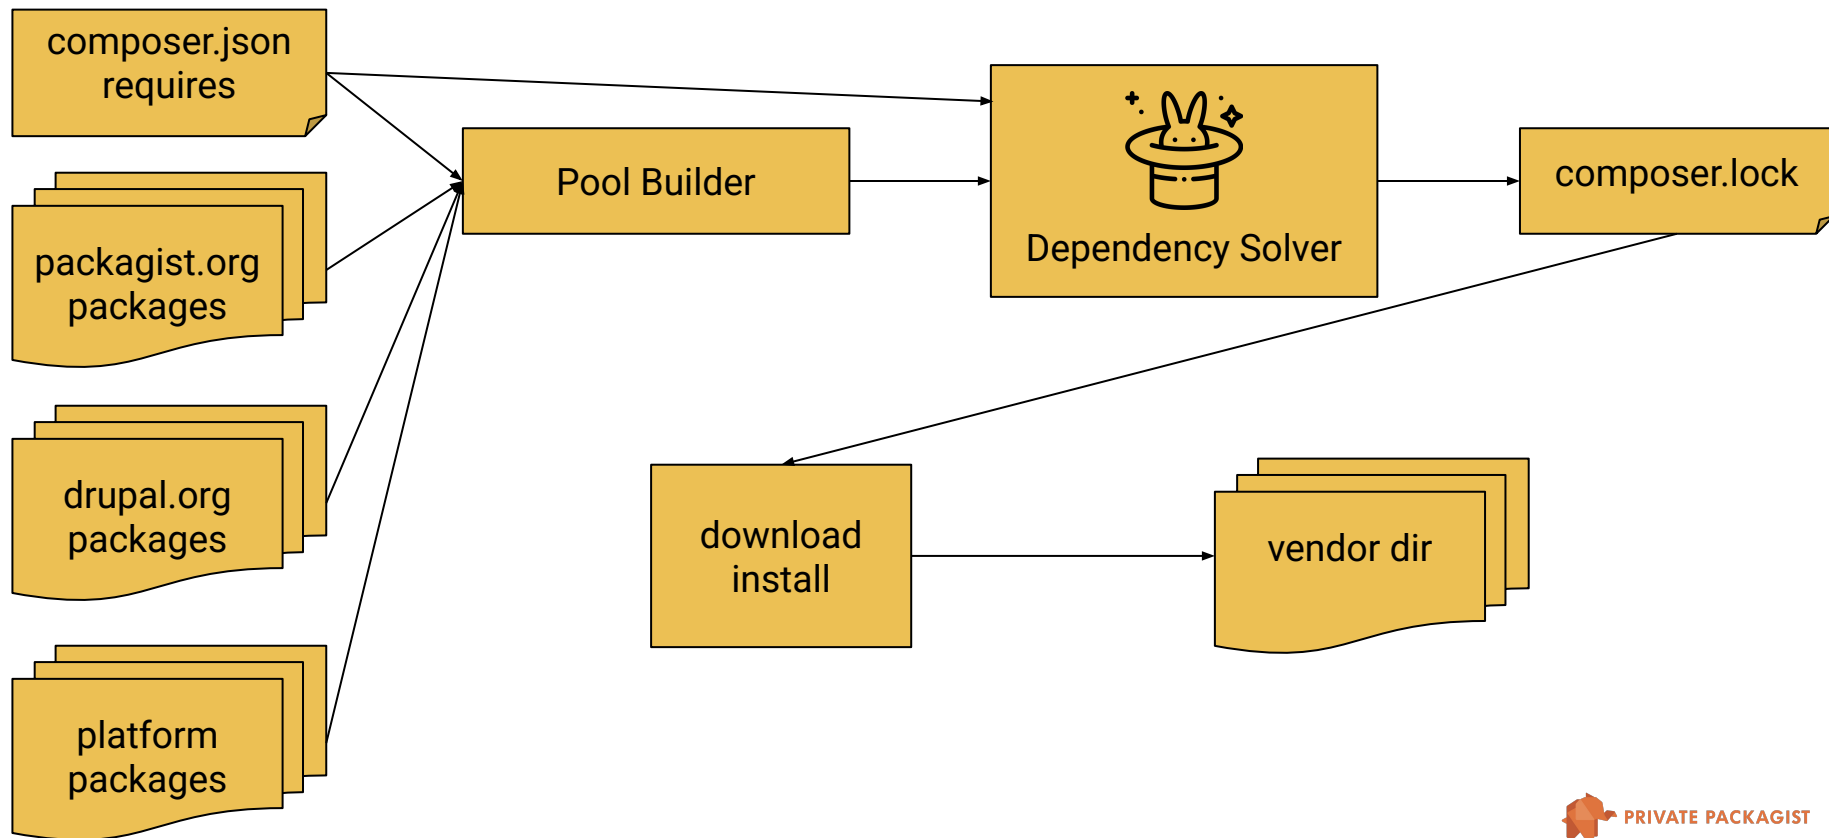 composer.json
requires
packagist.org
packages
drupal.org
packages
platform
packages
Pool Builder
Dependency Solver
composer.lock
download
install
vendor dir
PRIVATE PACKAGIST